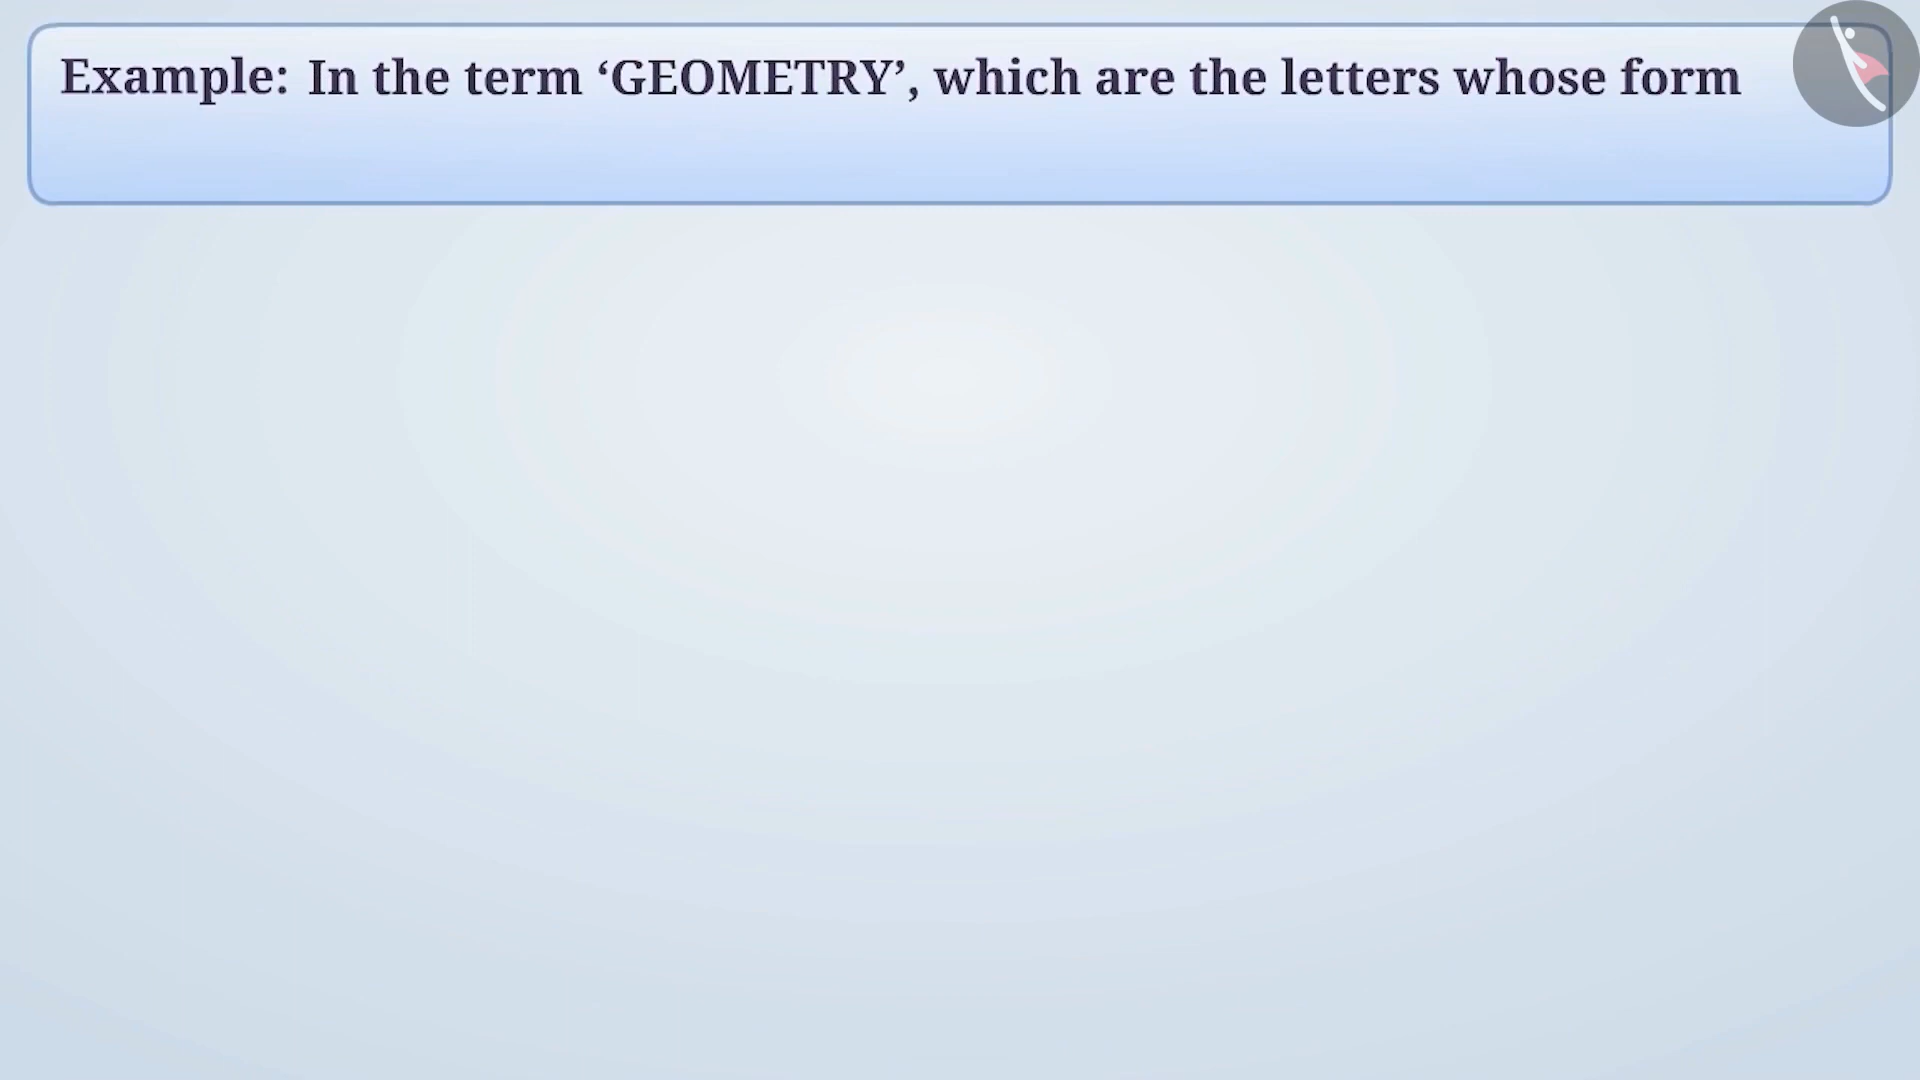 Example: In the term ‘GEOMETRY’, which are the letters whose form